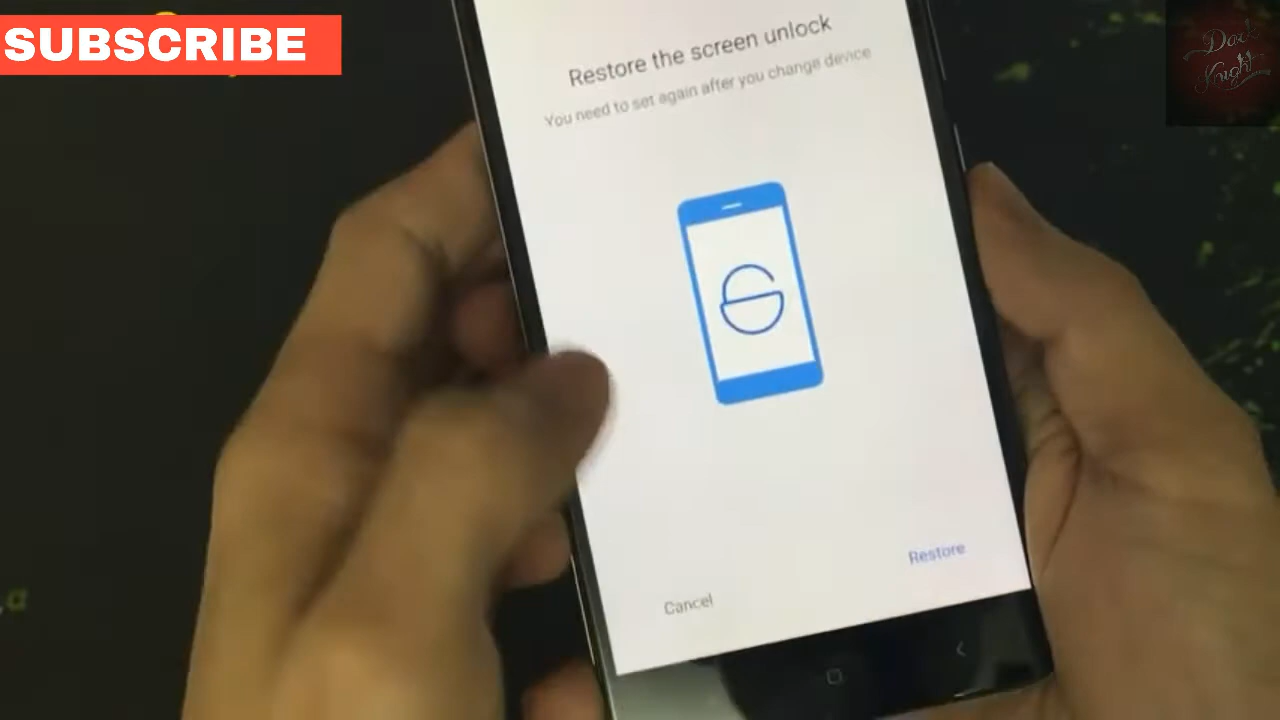 SUBSCRIBE
Restore the screen unlock
You need to set again after you change device
Restore
Cancel